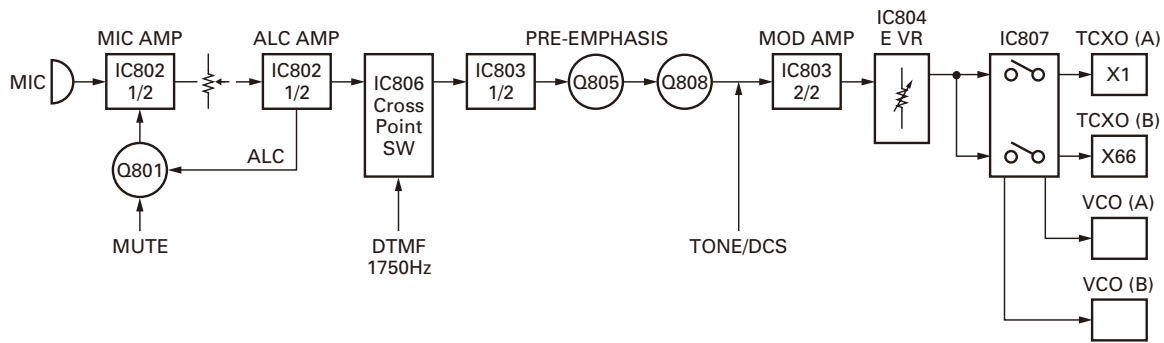 MIC
MIC AMP
IC802
1/2
ALC AMP
IC802
1/2
ALC
Q801
MUTE
IC806
Cross
Point
SW
DTMF
1750Hz
PRE-EMPHASIS
IC803
1/2
Q805
Q808
TONE/DCS
MOD AMP
IC803
2/2
IC804
E VR
IC807
TCXO (A)
X1
TCXO (B)
X66
VCO (A)
VCO (B)